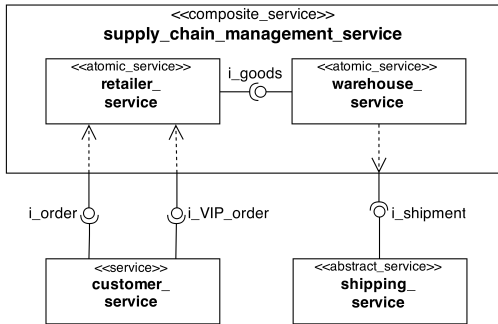 <<composite_service>>
supply_chain_management_service
<<atomic_service>>
retailer_
service
i_goods
<<atomic_service>>
warehouse_
service
i_order
i_VIP_order
i_shipment
<<service>>
customer_
service
<<abstract_service>>
shipping_
service